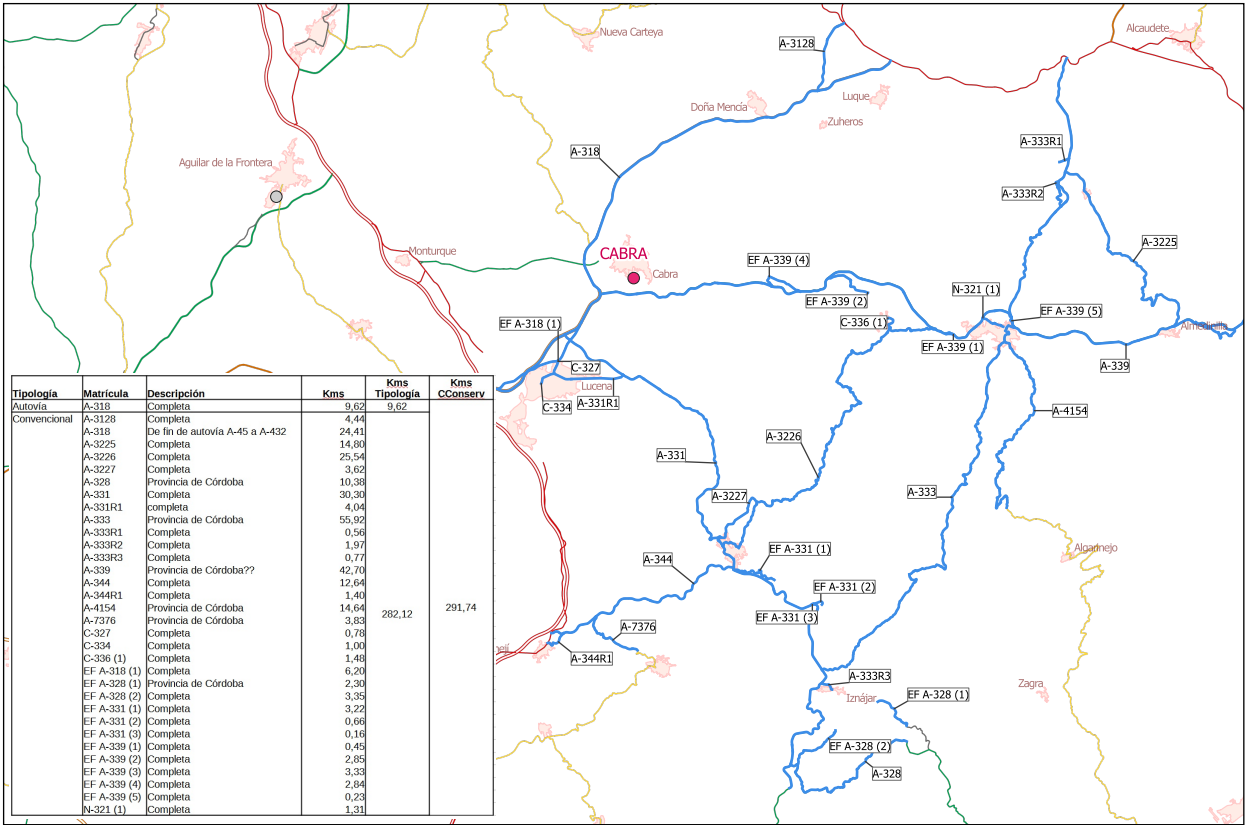 Nueva Carteya
Alcaudete
A-3128
Luque
Doña Mencía
Zuheros
A-333R1
A-318
Aguilar de la Frontera
A-333R2
A-3225
Monturque
CABRA
Cabra
EF A-339 (4)
N-321 (1)
EF A-339 (2)
EF A-339 (5)
EF A-318 (1)
C-336 (1)
Almedinilla
EF A-339 (1)
A-339
C-327
Lucena
A-331R1
C-334
A-4154
A-3226
A-331
A-333
A-3227
EF A-331 (1)
Algarinejo
A-344
EF A-331 (2)
EF A-331 (3)
A-7376
A-344R1
A-333R3
Zagra
Iznájar
EF A-328 (1)
EF A-328 (2)
A-328
Tipología Matrícula Descripción Kms Kms Tipología Kms CConserv
Autovía A-318 Completa 9,62 9,62
Convencional A-3128 Completa 4,44
A-318 De fin de autovía A-45 a A-432 24,41
A-3225 Completa 14,80
A-3226 Completa 25,54
A-3227 Completa 3,62
A-328 Provincia de Córdoba 10,38
A-331 Completa 30,30
A-331R1 completa 4,04
A-333 Provincia de Córdoba 55,92
A-333R1 Completa 0,56
A-333R2 Completa 1,97
A-333R3 Completa 0,77
A-339 Provincia de Córdoba?? 42,70
A-344 Completa 12,64
A-344R1 Completa 1,40
A-4154 Provincia de Córdoba 14,64 282,12 291,74
A-7376 Provincia de Córdoba 3,83
C-327 Completa 0,78
C-334 Completa 1,00
C-336 (1) Completa 1,48
EF A-318 (1) Completa 6,20
EF A-328 (1) Provincia de Córdoba 2,30
EF A-328 (2) Completa 3,35
EF A-331 (1) Completa 3,22
EF A-331 (2) Completa 0,66
EF A-331 (3) Completa 0,16
EF A-339 (1) Completa 0,45
EF A-339 (2) Completa 2,85
EF A-339 (3) Completa 3,33
EF A-339 (4) Completa 2,84
EF A-339 (5) Completa 0,23
N-321 (1) Completa 1,31